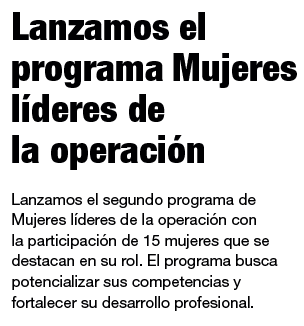 Lanzamos el
programa Mujeres
líderes de
la operación
Lanzamos el segundo programa de
Mujeres líderes de la operación con
la participación de 15 mujeres que se
destacan en su rol. El programa busca
potencializar sus competencias y
fortalecer su desarrollo profesional.